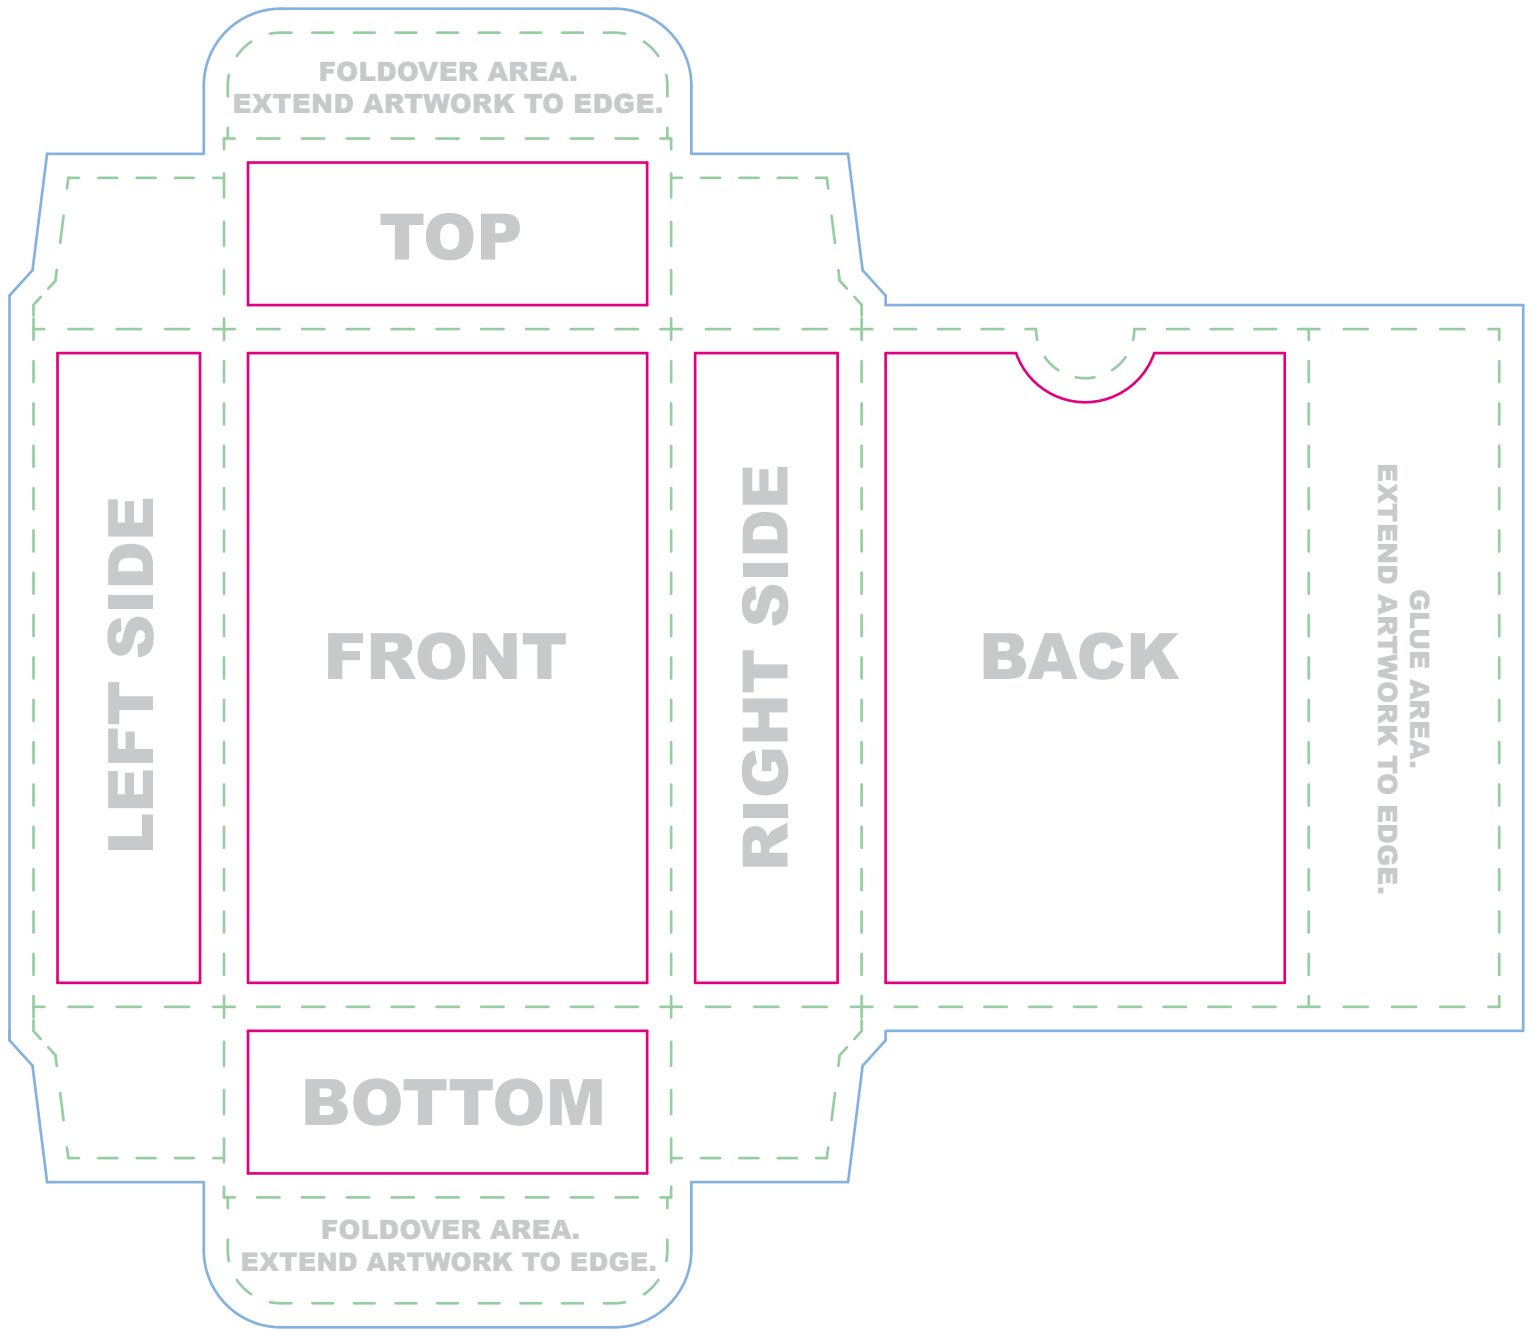 FOLDOVER AREA.
EXTEND ARTWORK TO EDGE.
TOP
LEFT SIDE
FRONT
RIGHT SIDE
BACK
GLUE AREA.
EXTEND ARTWORK TO EDGE.
BOTTOM
FOLDOVER AREA.
EXTEND ARTWORK TO EDGE.